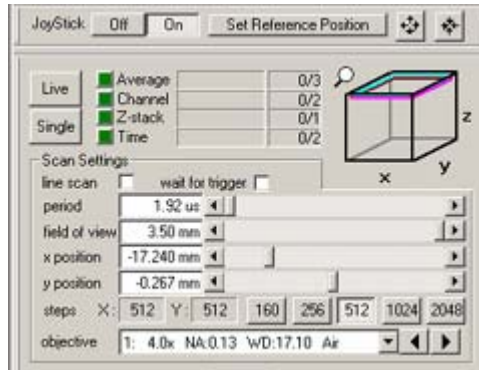 JoyStick Off On Set Reference Position
Live
Single
Average 0/3
Channel 0/2
Z-stack 0/1
Time 0/2
z
x y
Scan Settings
line scan wait for trigger
period 1.92 us
field of view 3.50 mm
x position -17.240 mm
y position -0.267 mm
steps X: 512 Y: 512 160 256 512 1024 2048
objective 1: 4.0x NA:0.13 WD:17.10 Air